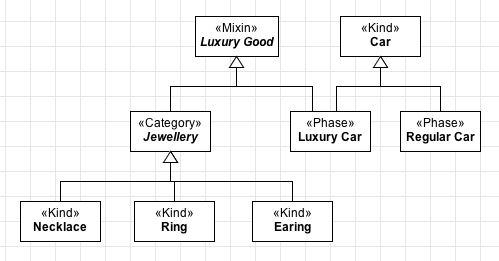 «Mixin»
Luxury Good
«Kind»
Car
«Category»
Jewellery
«Phase»
Luxury Car
«Phase»
Regular Car
«Kind»
Necklace
«Kind»
Ring
«Kind»
Earing